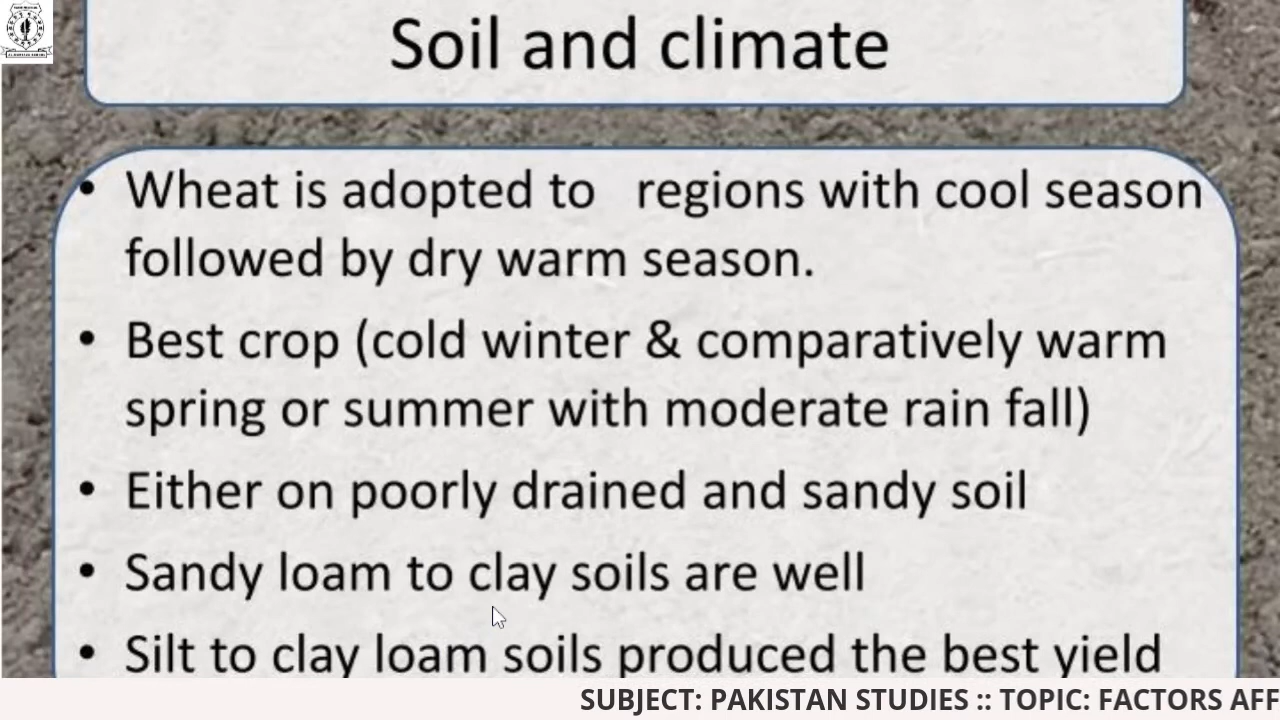 Soil and climate
• Wheat is adopted to regions with cool season
followed by dry warm season.
• Best crop (cold winter & comparatively warm
spring or summer with moderate rain fall)
• Either on poorly drained and sandy soil
• Sandy loam to clay soils are well
• Silt to clay loam soils produced the best yield
SUBJECT: PAKISTAN STUDIES :: TOPIC: FACTORS AFF